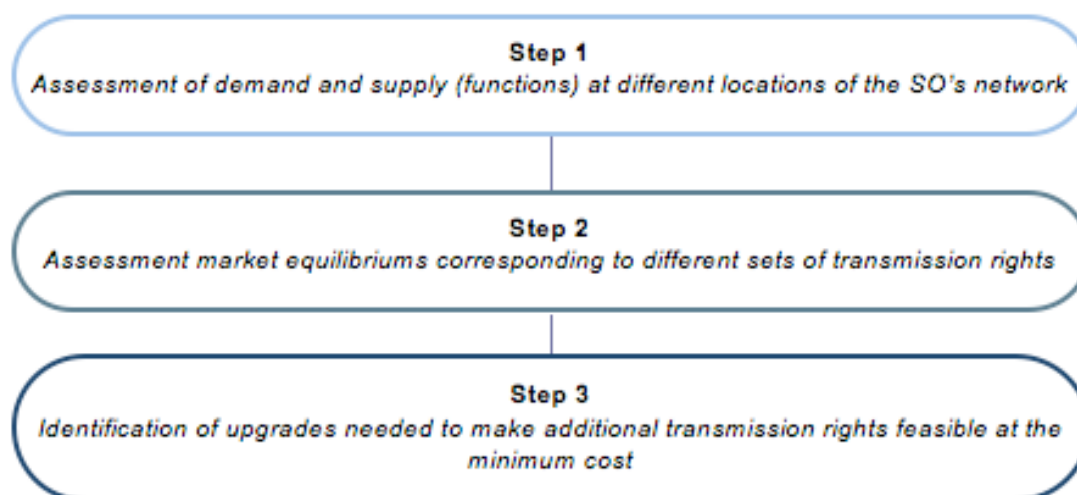 Step 1
Assessment of demand and supply (functions) at different locations of the SO's network
Step 2
Assessment market equilibriums corresponding to different sets of transmission rights
Step 3
Identification of upgrades needed to make additional transmission rights feasible at the
minimum cost